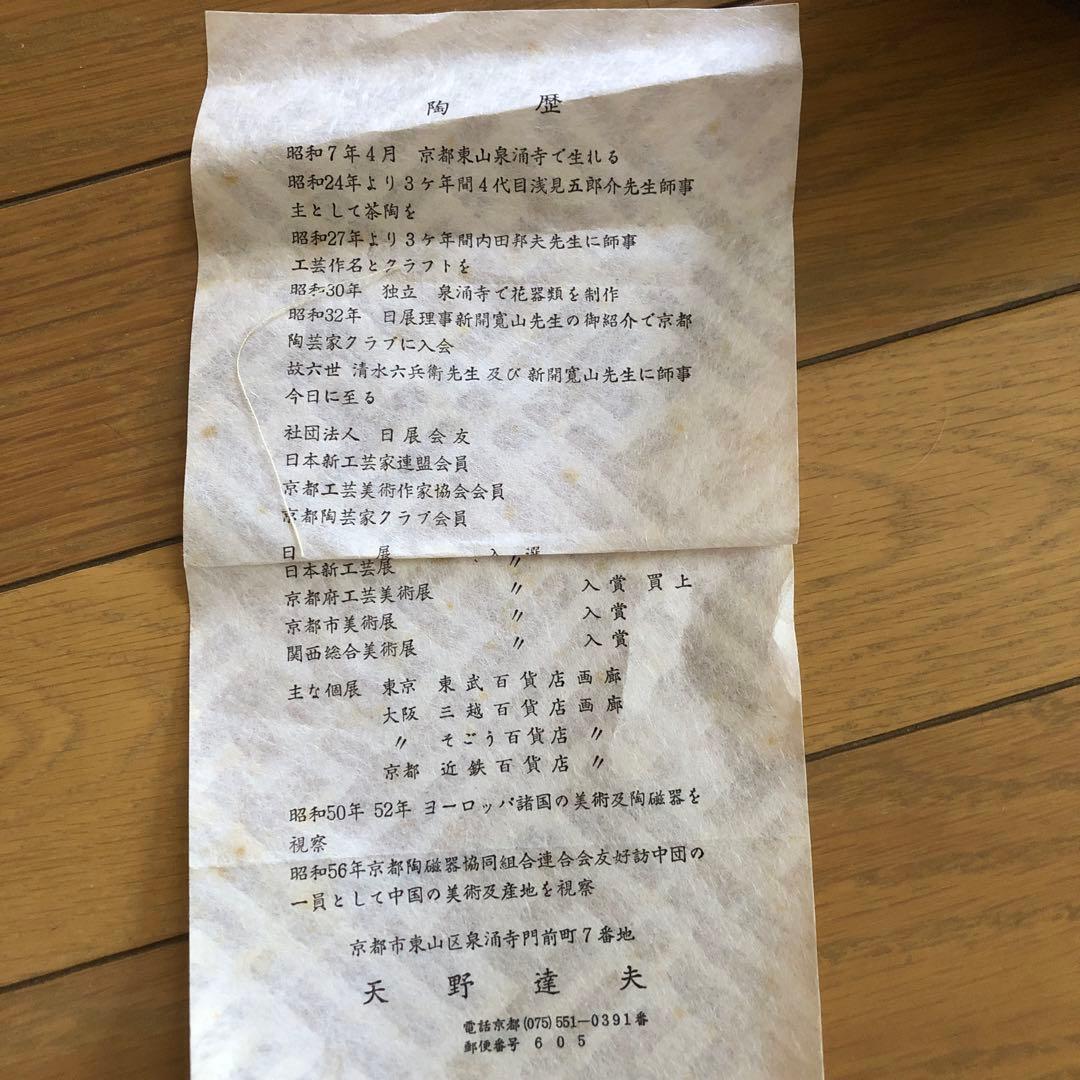 陶歴
昭和7年4月 京都東山泉涌寺で生れる
昭和24年より3ケ年間4代目浅見五郎介先生師事
主として茶陶を
昭和27年より3ケ年間内田邦夫先生に師事
工芸作名とクラフトを
昭和30年 独立 泉涌寺で花器類を制作
昭和32年 日展理事新開寛山先生の御紹介で京都
陶芸家クラブに入会
故六世 清水六兵衛先生及び新開寛山先生に師事
今日に至る
社団法人 日展会友
日本新工芸家連盟会員
京都工芸美術作家協会会員
京都陶芸家クラブ会員
日展 入選
日本新工芸展 〃
京都府工芸美術展 〃 入賞 買上
京都市美術展 〃 入賞
関西総合美術展 〃 入賞
主な個展 東京 東武百貨店画廊
大阪 三越百貨店画廊
〃 そごう百貨店 〃
京都 近鉄百貨店 〃
昭和50年 52年 ヨーロッパ諸国の美術及陶磁器を
視察
昭和56年京都陶磁器協同組合連合会友好訪中団の
一員として中国の美術及産地を視察
京都市東山区泉涌寺門前町7番地
天野達夫
電話京都(075)551-0391番
郵便番号 605